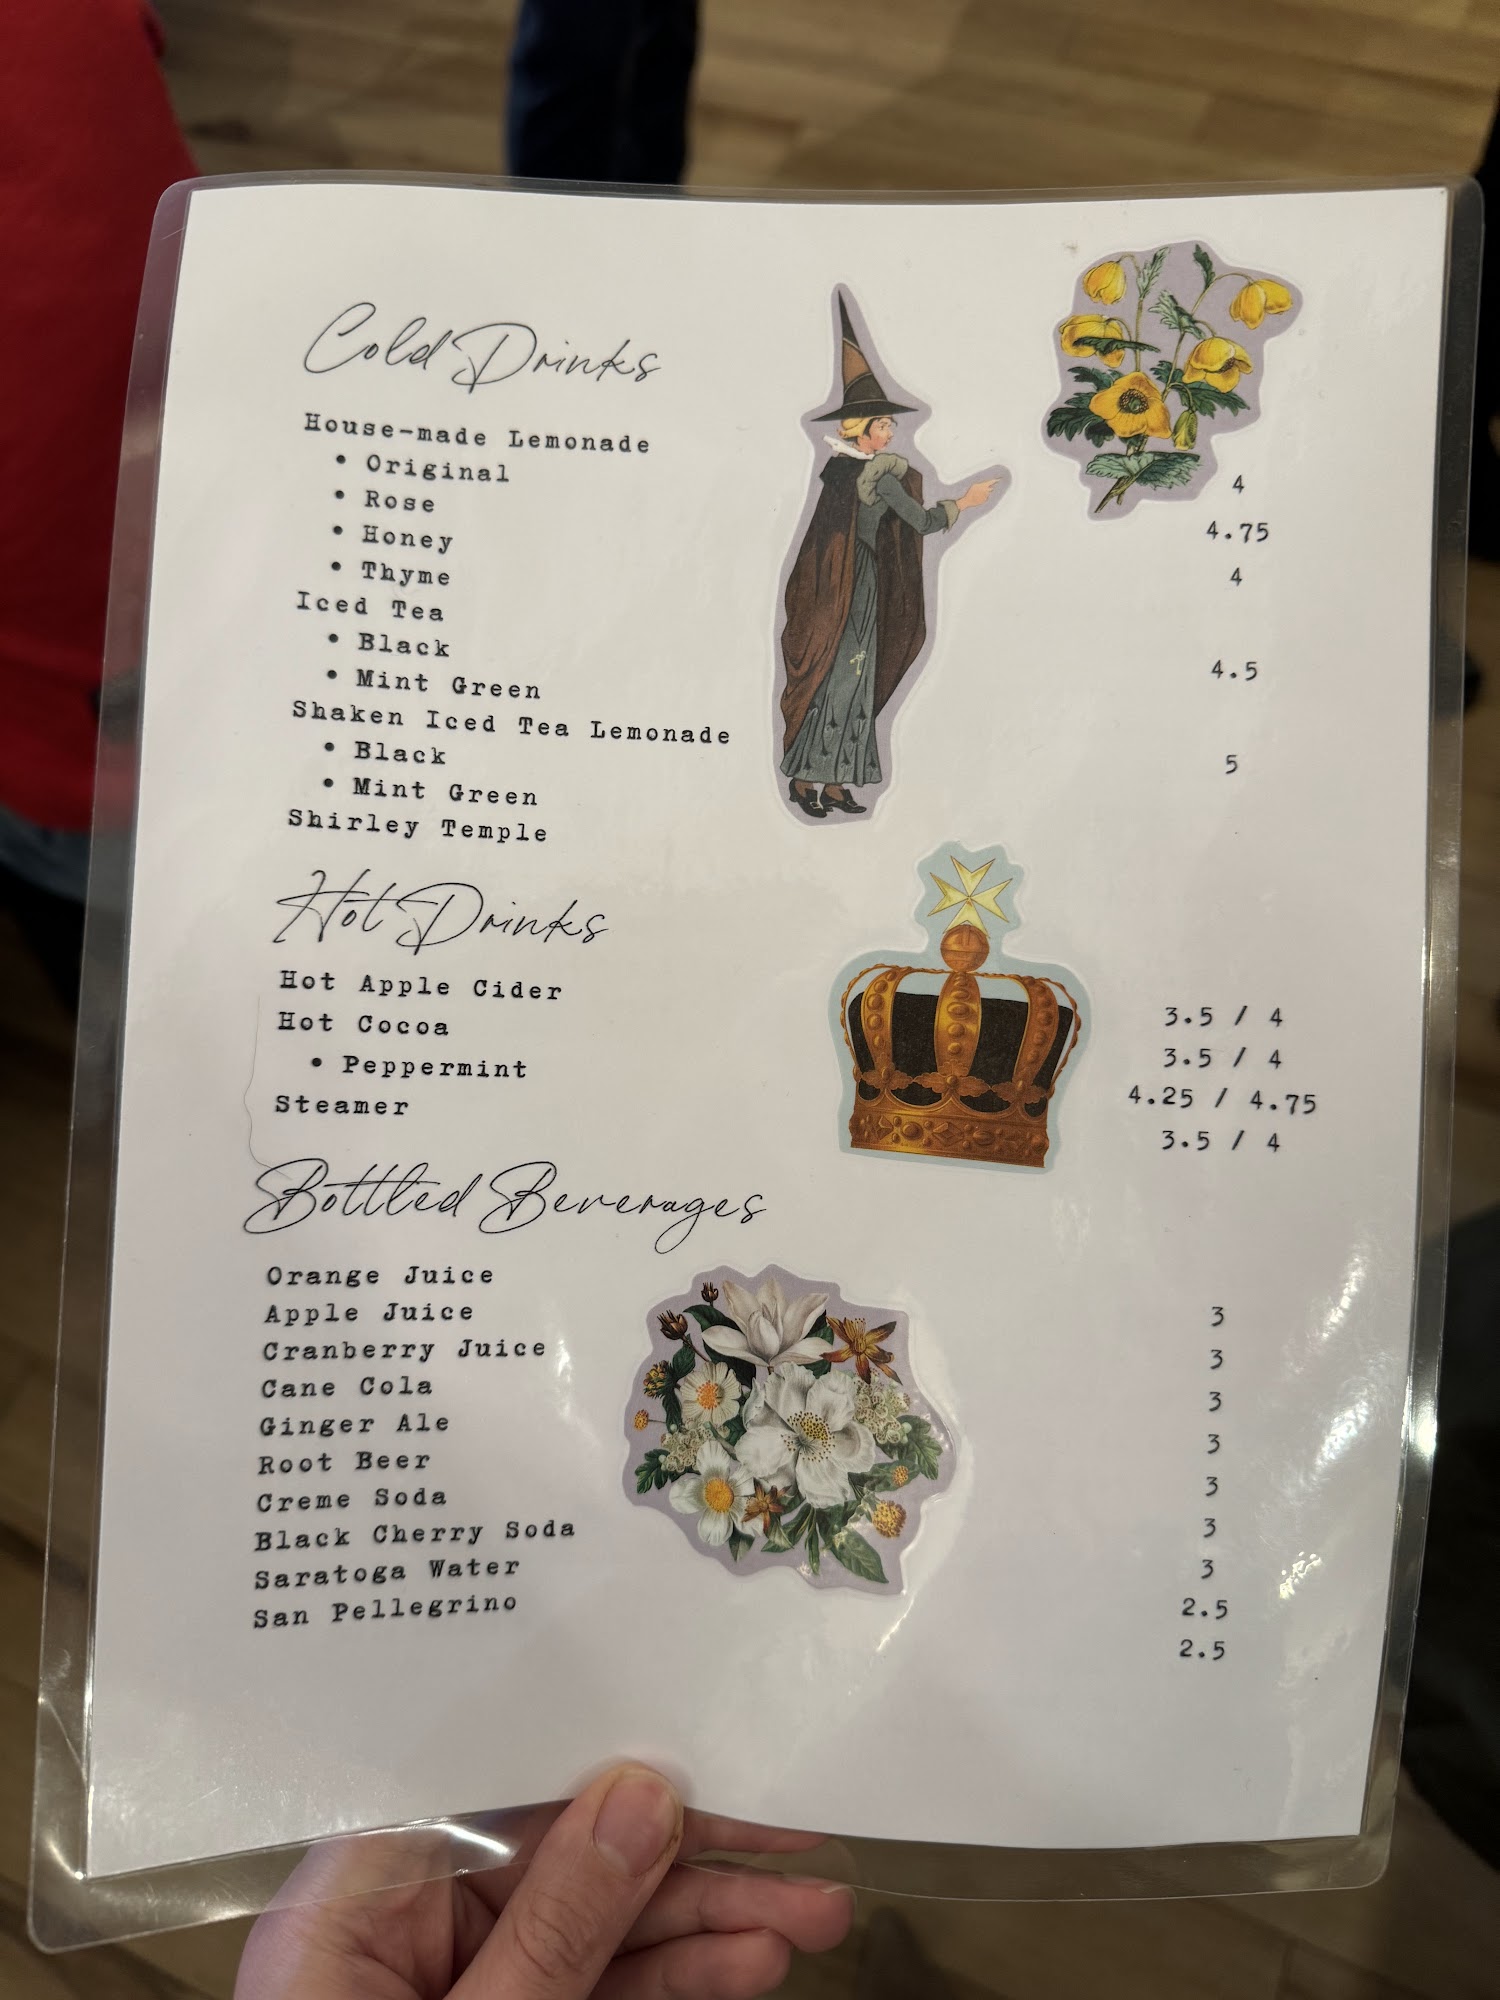 Cold Drinks
House-made Lemonade
• Original
4
• Rose
4.75
• Honey
4
• Thyme
Iced Tea
• Black
4.5
• Mint Green
Shaken Iced Tea Lemonade
• Black
5
• Mint Green
Shirley Temple
Hot Drinks
Hot Apple Cider
3.5 / 4
Hot Cocoa
3.5 / 4
• Peppermint
4.25 / 4.75
Steamer
3.5 / 4
Bottled Beverages
Orange Juice
3
Apple Juice
3
Cranberry Juice
3
Cane Cola
3
Ginger Ale
3
Root Beer
3
Creme Soda
3
Black Cherry Soda
2.5
Saratoga Water
2.5
San Pellegrino